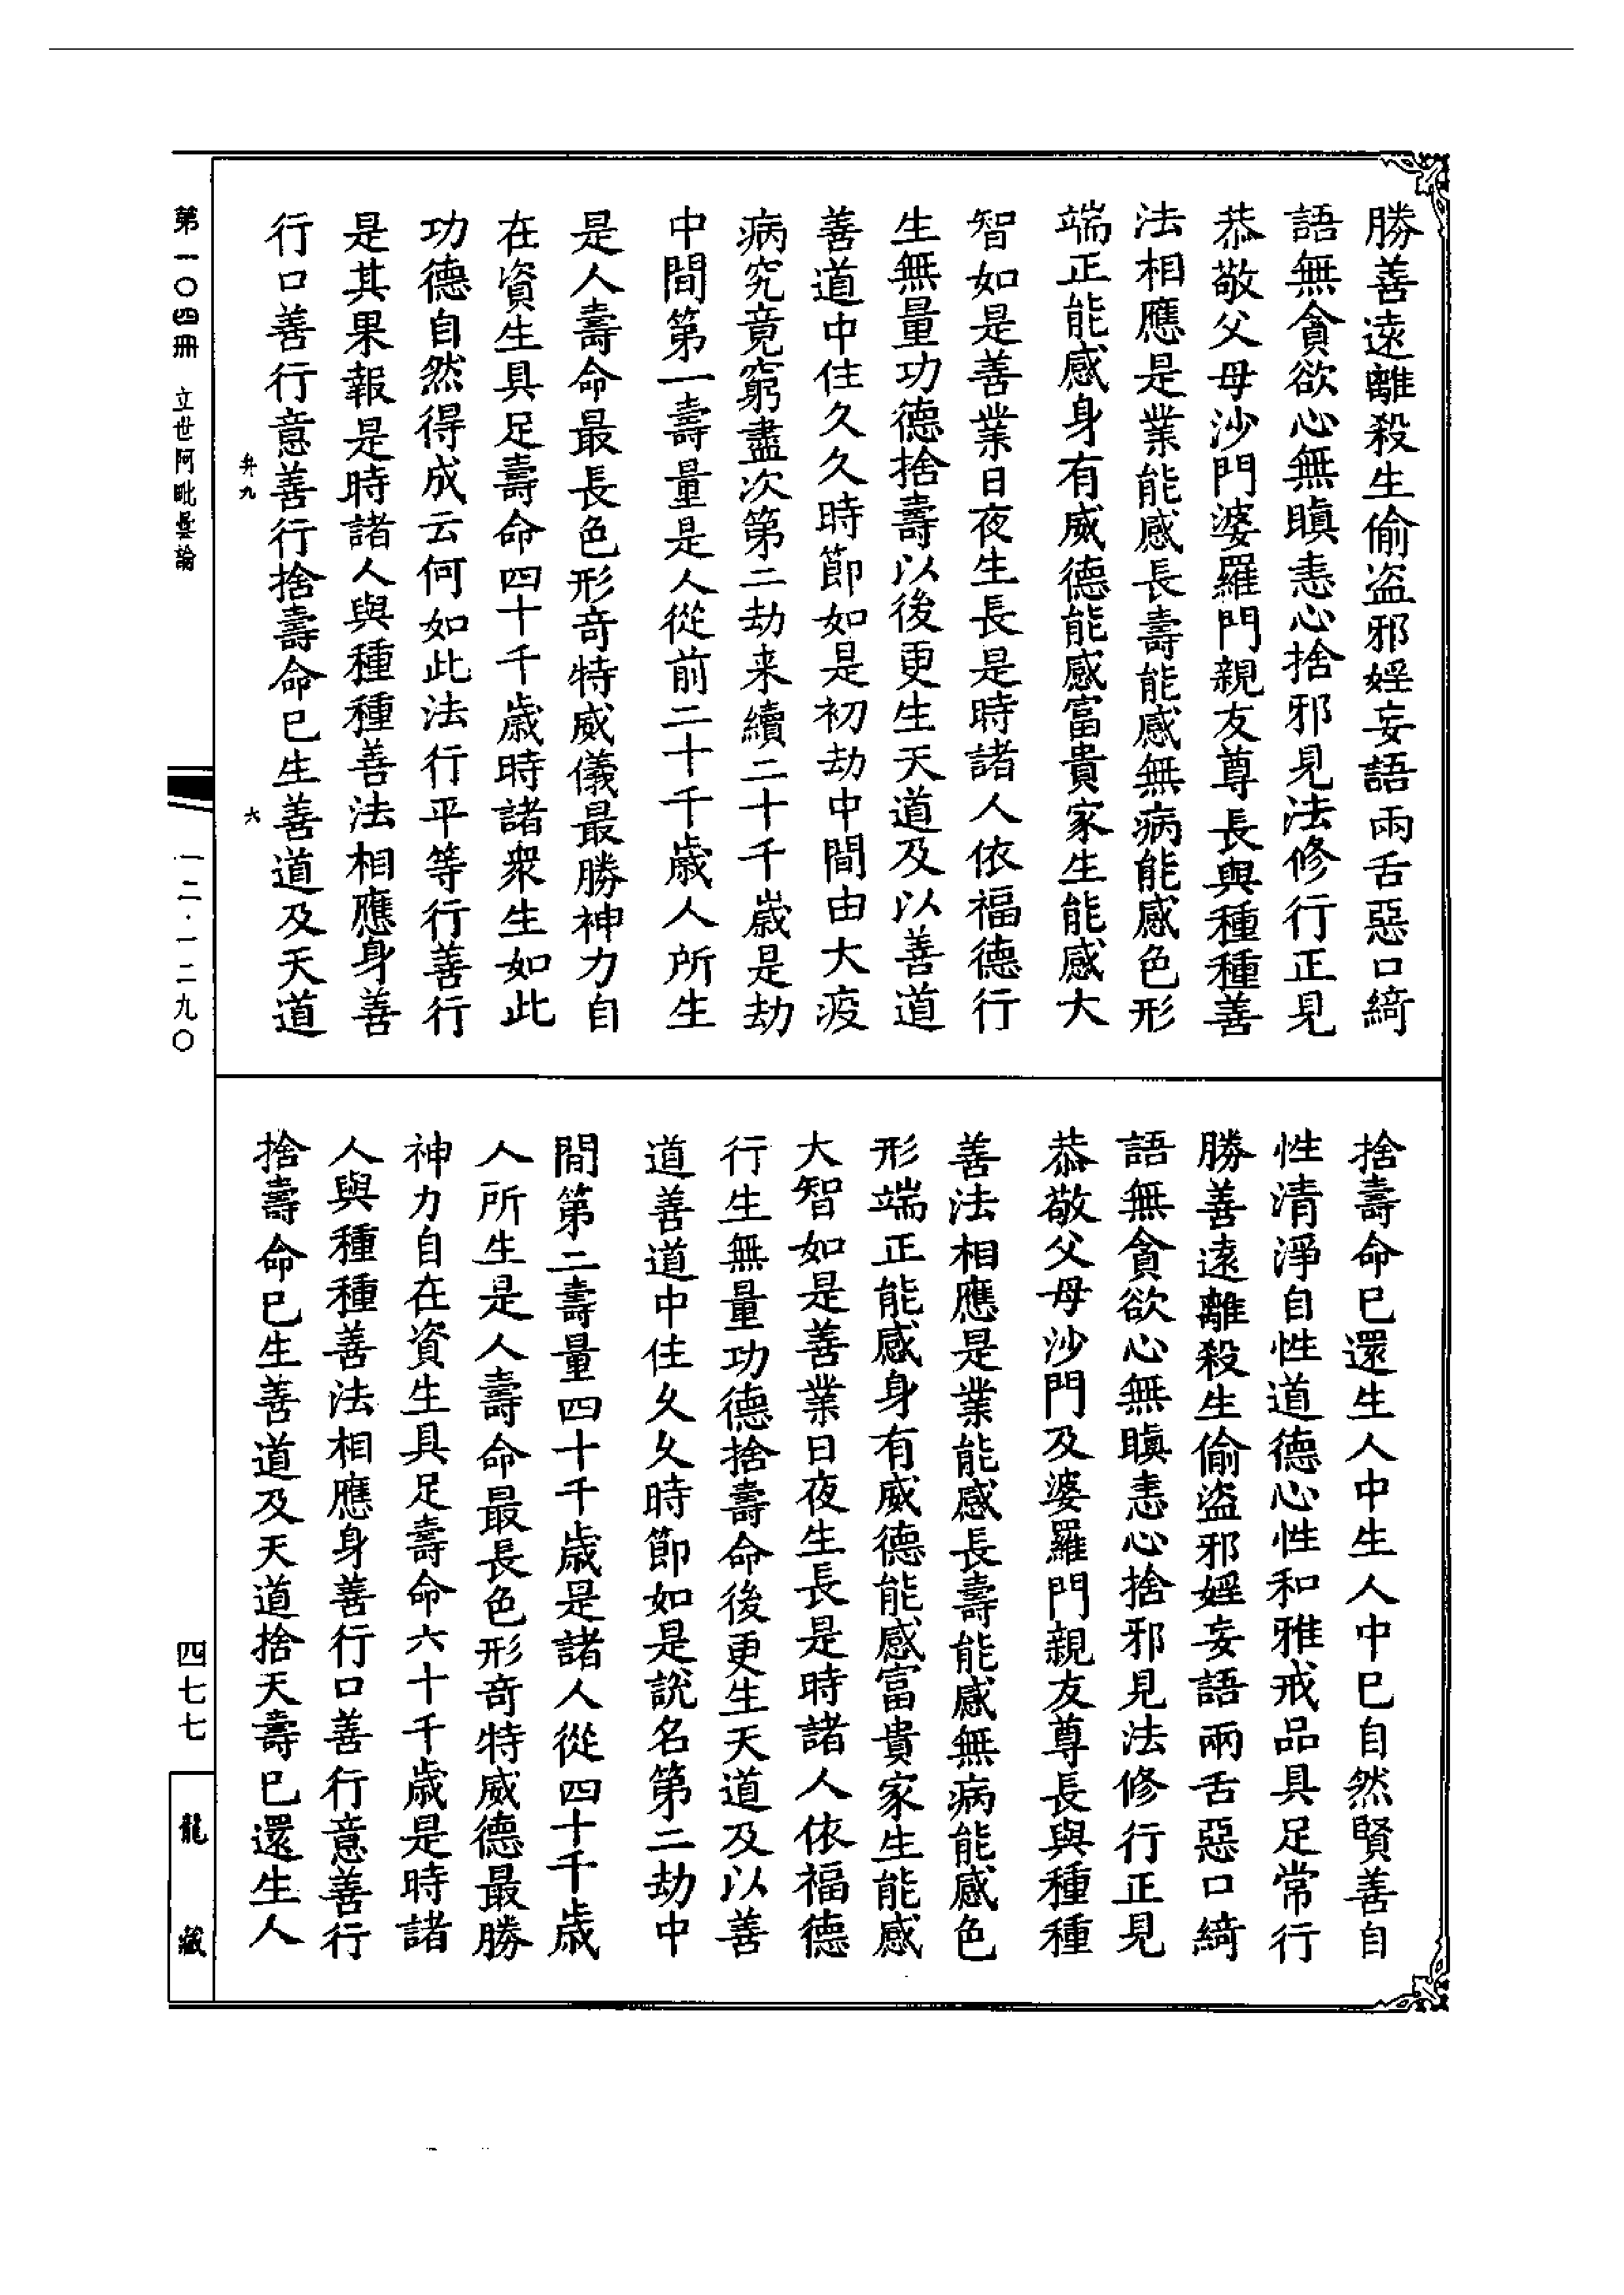 勝善遠離殺生偷盜邪婬妄語兩舌惡口綺
語無貪欲心無瞋恚心捨邪見法修行正見
恭敬父母沙門婆羅門親友尊長與種種善
法相應是業能感長壽能感無病能感色形
端正能感身有威德能感富貴家生能感大
智如是善業日夜生長是時諸人依福德行
生無量功德捨壽以後更生天道及以善道
善道中住久久時節如是初劫中間由大疫
病究竟窮盡次第二劫来續二十千歲是劫
中間第一壽量是人從前二十千歲人所生
是人壽命最長色形奇特威儀最勝神力自
在資生具足壽命四十千歲時諸衆生如此
功德自然得成云何如此法行平等行善行
是其果報是時諸人與種種善法相應身善
行口善行意善行捨壽命已生善道及天道
捨壽命已還生人中生人中已自然賢善自
性清淨自性道德心性和雅戒品具足常行
勝善遠離殺生偷盜邪婬妄語兩舌惡口綺
語無貪欲心無瞋恚心捨邪見法修行正見
恭敬父母沙門及婆羅門親友尊長與種種
善法相應是業能感長壽能感無病能感色
形端正能感身有威德能感富貴家生能感
大智如是善業日夜生長是時諸人依福德
行生無量功德捨壽命後更生天道及以善
道善道中住久久時節如是說名第二劫中
間第二壽量四十千歲是諸人從四十千歲
人所生是人壽命最長色形奇特威德最勝
神力自在資生具足壽命六十千歲是時諸
人與種種善法相應身善行口善行意善行
捨壽命已生善道及天道捨天壽已還生人
弁九
六
第一〇四冊 立世阿毗曇論
一二·一二九〇
四七七
龍藏